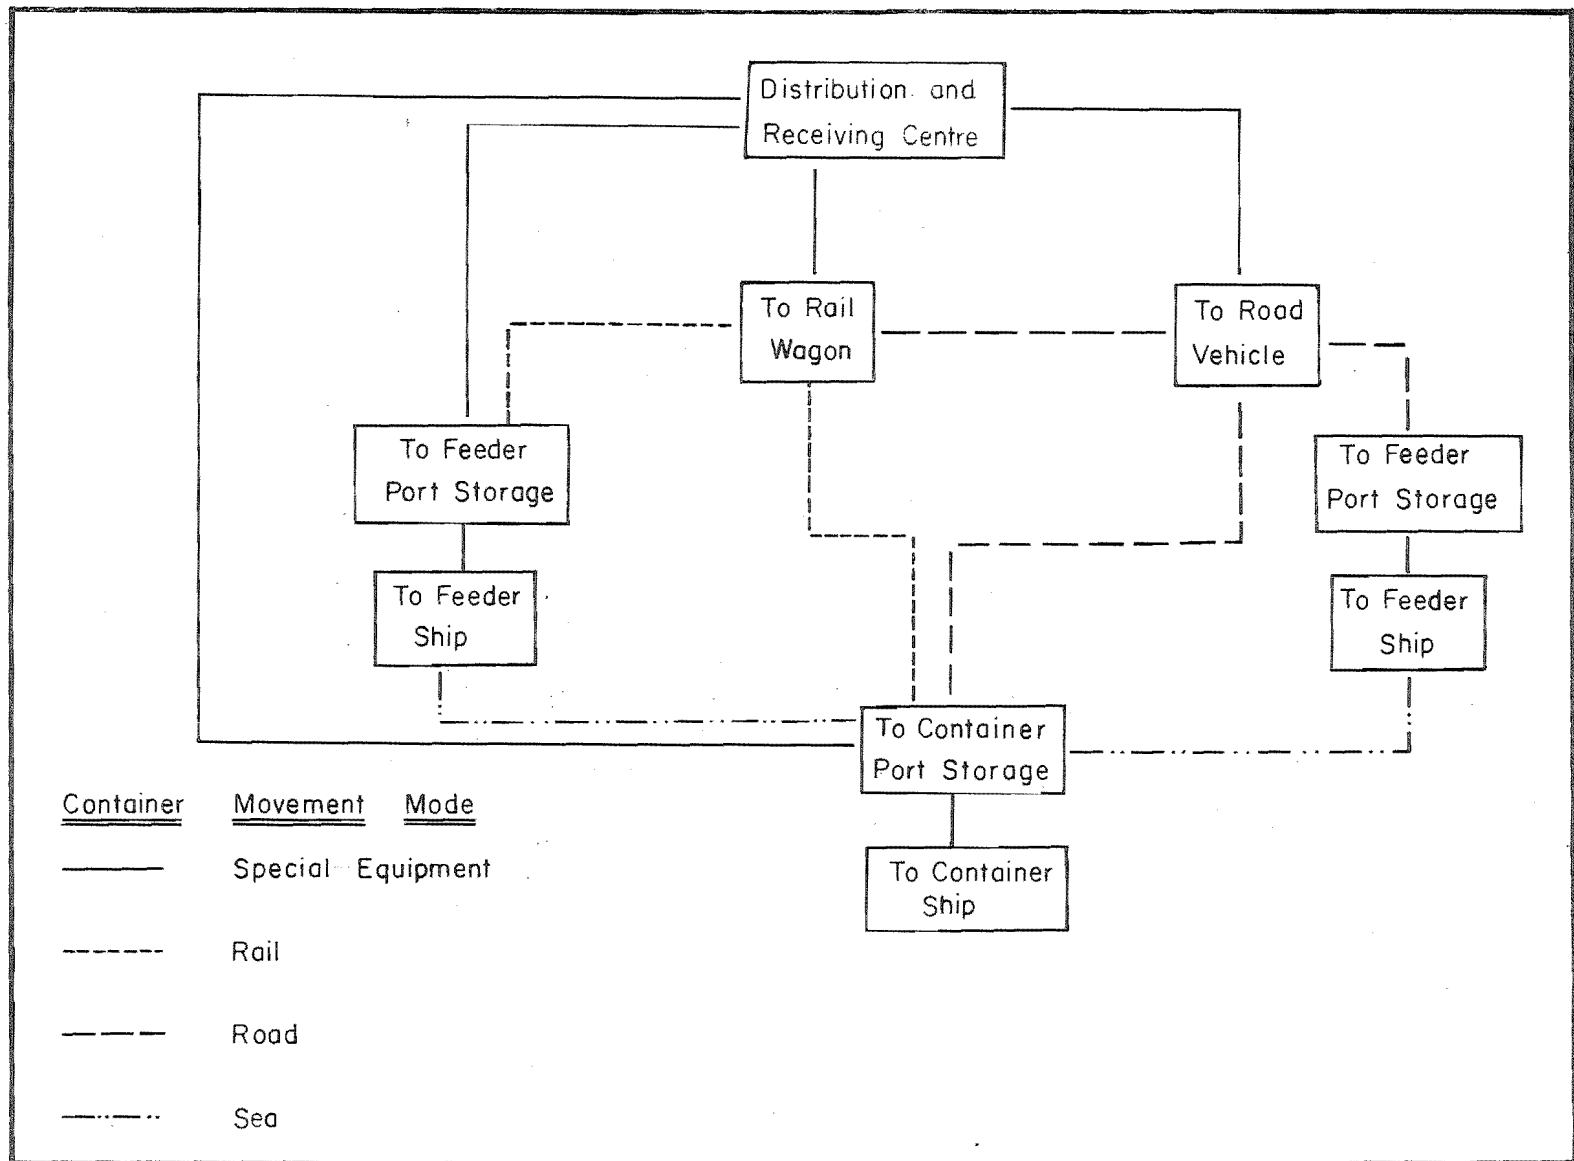 Distribution and
Receiving Centre
To Rail
Wagon
To Road
Vehicle
To Feeder
Port Storage
To Feeder
Port Storage
To Feeder
Ship
To Feeder
Ship
To Container
Port Storage
To Container
Ship
Container Movement Mode
Special Equipment
Rail
Road
Sea